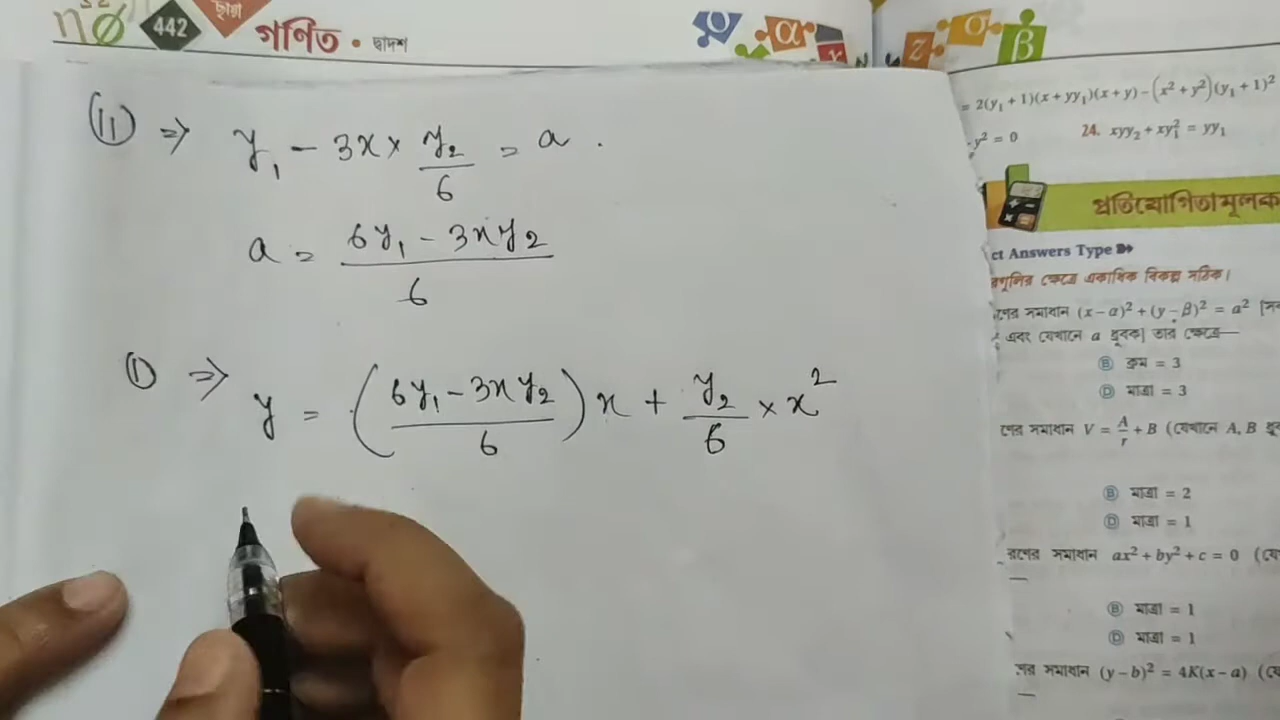 442 ছায়া গণিত • দ্বাদশ
(11) ⇒ y₁ − 3x × y₂/6 = a .
a = (6y₁ − 3xy₂)/6
(1) ⇒ y = ((6y₁ − 3xy₂)/6) x + y₂/6 × x²
α
z σ β
= 2(y₁ + 1)(x + yy₁)(x + y) − (x² + y²)(y₁ + 1)²
y² = 0 24. xyy₂ + xy₁² = yy₁
প্রতিযোগিতামূলক
ct Answers Type
ক্ষেত্রে একাধিক বিকল্প সঠিক।
ণের সমাধান (x − α)² + (y − β)² = a²
এবং যেখানে a ধ্রুবক] তার ক্ষেত্রে—
Ⓑ ক্রম = 3
Ⓓ মাত্রা = 3
ণের সমাধান V = A/r + B (যেখানে A, B
Ⓑ মাত্রা = 2
Ⓓ মাত্রা = 1
রণের সমাধান ax² + by² + c = 0
Ⓑ মাত্রা = 1
Ⓓ মাত্রা = 1
সমাধান (y − b)² = 4K(x − a)